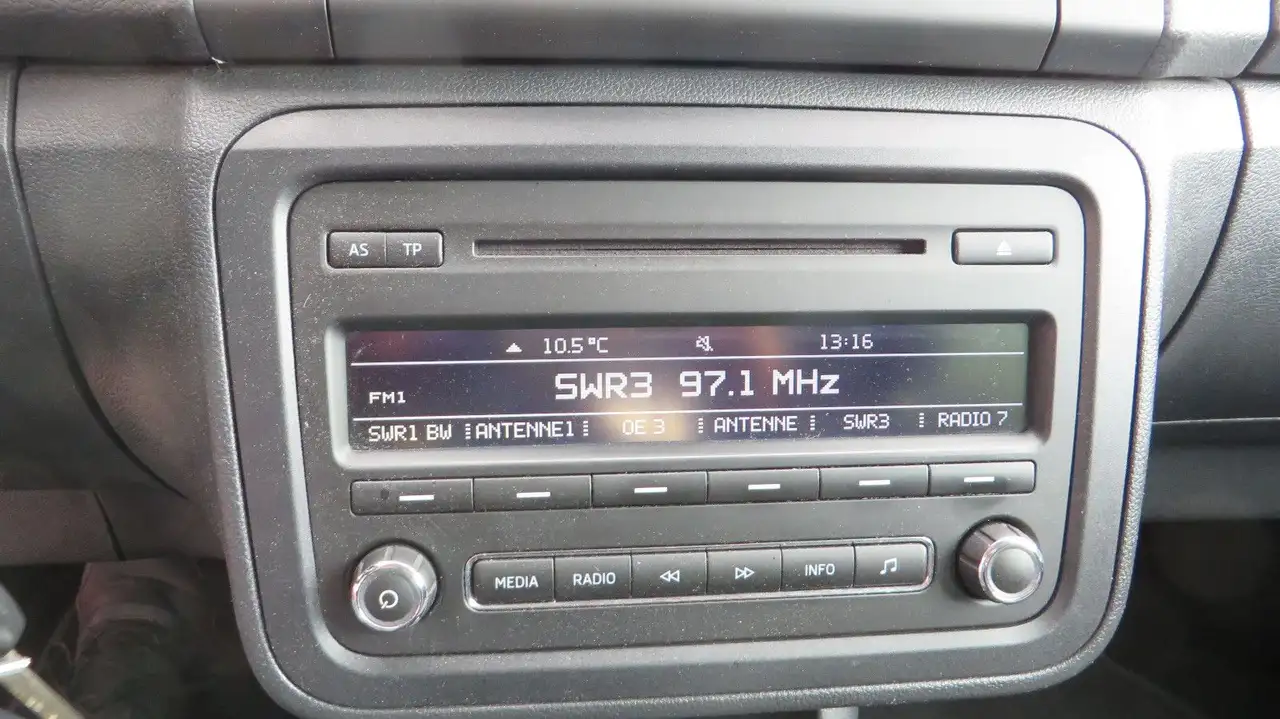 AS TP
10.5°C 13:16
FM1 SWR3 97.1 MHz
SWR1 BW ANTENNE1 OE 3 ANTENNE SWR3 RADIO 7
MEDIA RADIO INFO